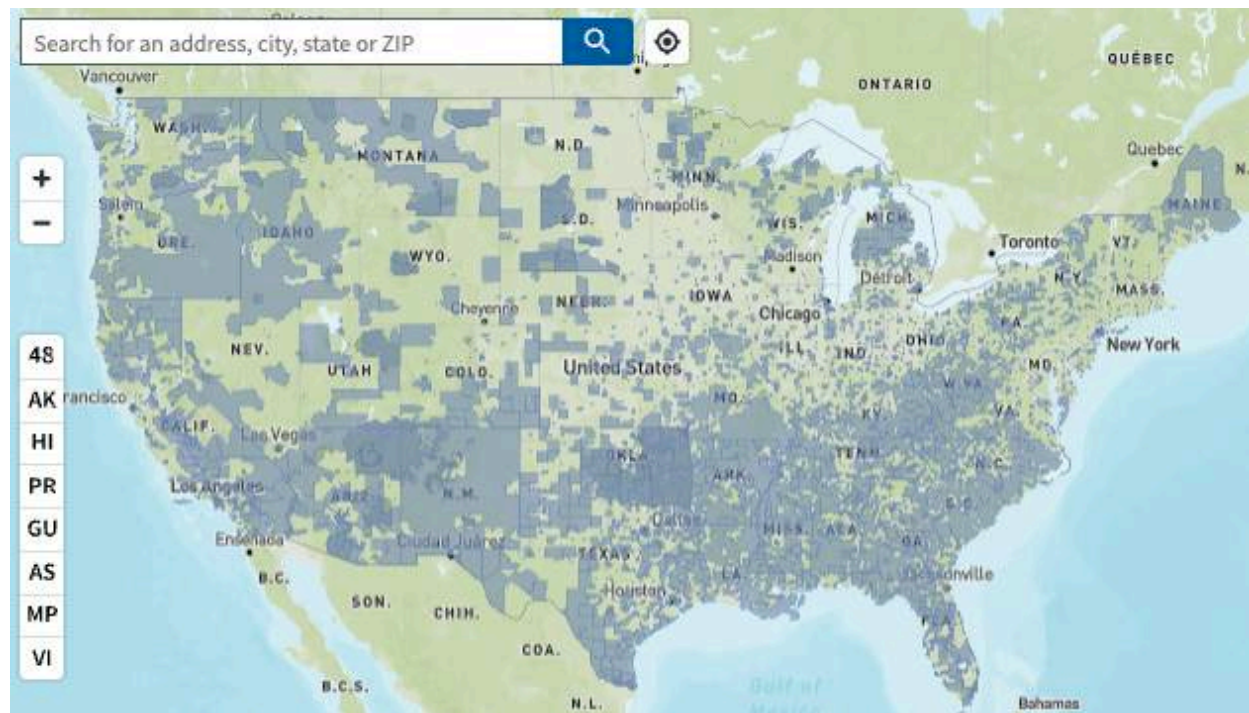 Search for an address, city, state or ZIP
Vancouver
ONTARIO
QUÉBEC
Quebec
WASH.
MONTANA
N.D.
MINN.
MAINE
+
−
Salem
ORE.
IDAHO
S.D.
Minneapolis
WIS.
MICH.
Toronto
VT.
WYO.
Madison
Detroit
N.Y.
MASS.
Cheyenne
NEBR.
IOWA
Chicago
PA.
New York
NEV.
UTAH
COLO.
United States
ILL.
IND.
OHIO
MD.
48
AK
rancisco
MO.
W.VA.
VA.
KY.
HI
CALIF.
Las Vegas
OKLA.
TENN.
N.C.
PR
Los Angeles
ARIZ.
N.M.
ARK.
S.C.
GU
Ensenada
Ciudad Juárez
Dallas
MISS.
ALA.
GA.
AS
B.C.
TEXAS
LA.
MP
SON.
CHIH.
Houston
FLA.
VI
COA.
B.C.S.
N.L.
Gulf of
Bahamas